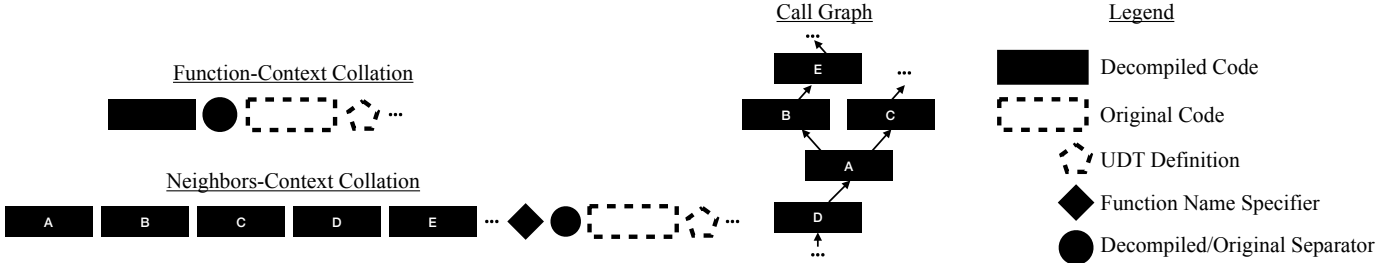 Function-Context Collation
...
Neighbors-Context Collation
A B C D E ... ...
Call Graph
...
E ...
B C
A
D
...
Legend
Decompiled Code
Original Code
UDT Definition
Function Name Specifier
Decompiled/Original Separator